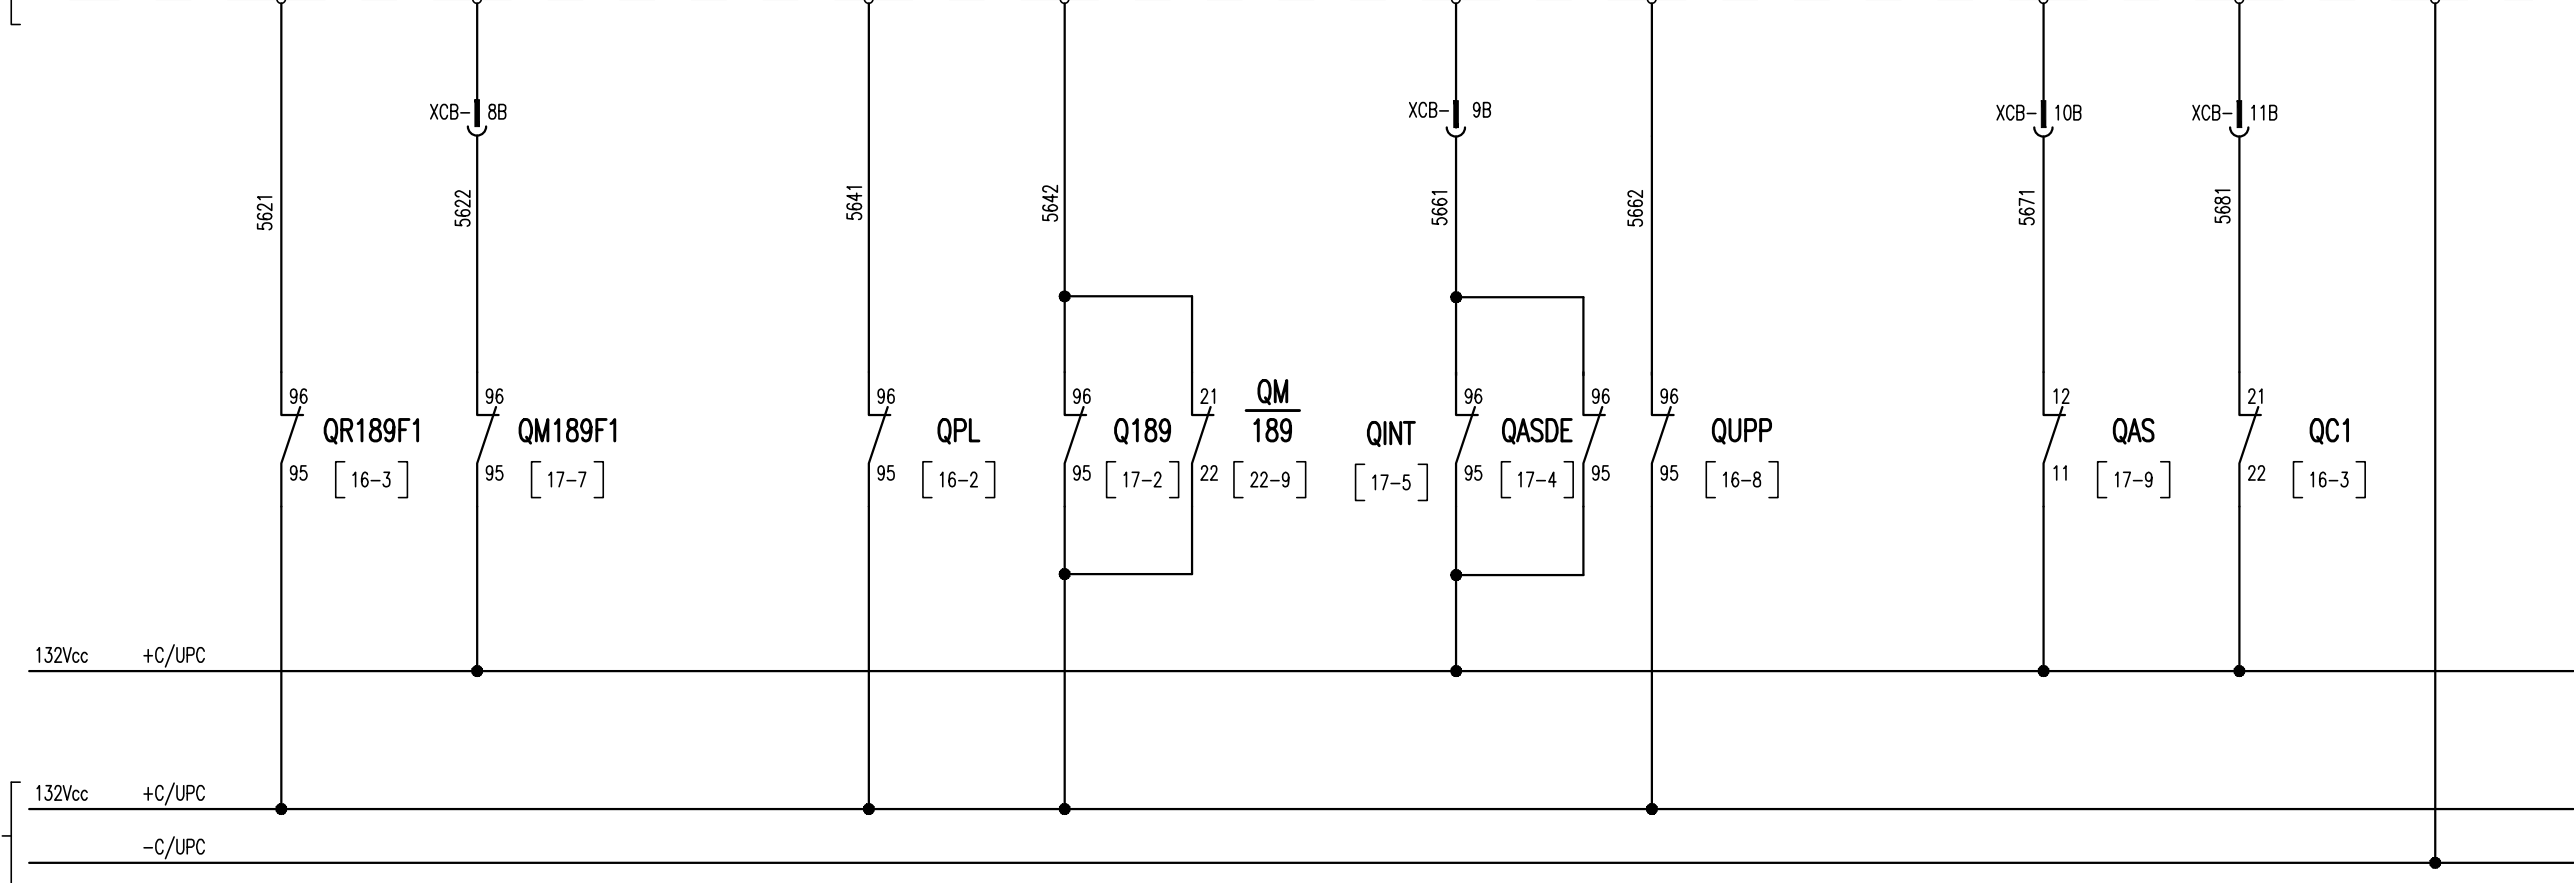 XCB- 8B
XCB- 9B
XCB- 10B
XCB- 11B
5621
5622
5641
5642
5661
5662
5671
5681
96
96
96
96
21
96
96
96
12
21
QR189F1
QM189F1
QPL
Q189
QM
189
QINT
QASDE
QUPP
QAS
QC1
95
[16-3]
95
[17-7]
95
[16-2]
95
[17-2]
22
[22-9]
[17-5]
95
[17-4]
95
95
[16-8]
11
[17-9]
22
[16-3]
132Vcc +C/UPC
132Vcc +C/UPC
-C/UPC